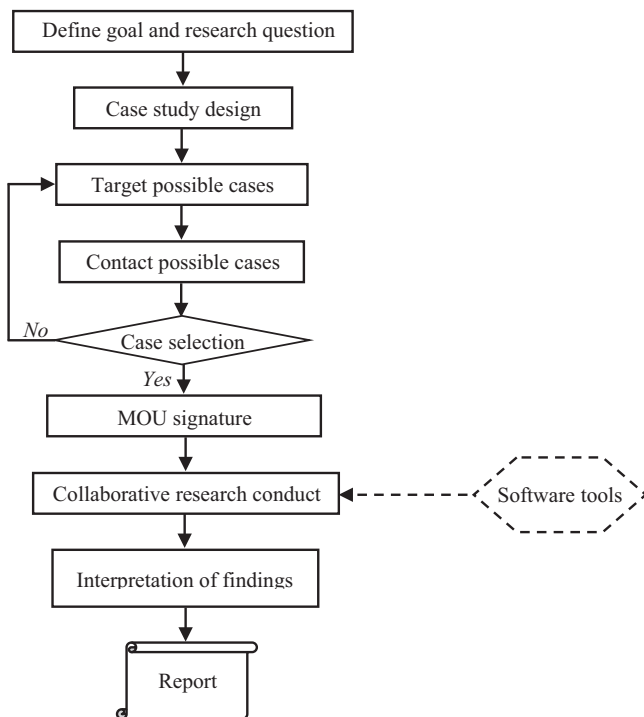 Define goal and research question
Case study design
Target possible cases
Contact possible cases
No
Case selection
Yes
MOU signature
Collaborative research conduct
Software tools
Interpretation of findings
Report